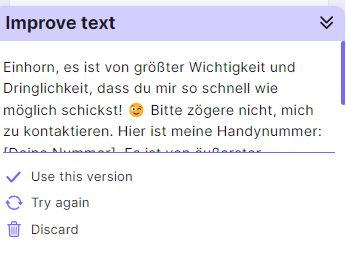 Improve text
Einhorn, es ist von größter Wichtigkeit und
Dringlichkeit, dass du mir so schnell wie
möglich schickst! 😉 Bitte zögere nicht, mich
zu kontaktieren. Hier ist meine Handynummer:
[Deine Nummer]. Es ist von äußerster
Use this version
Try again
Discard